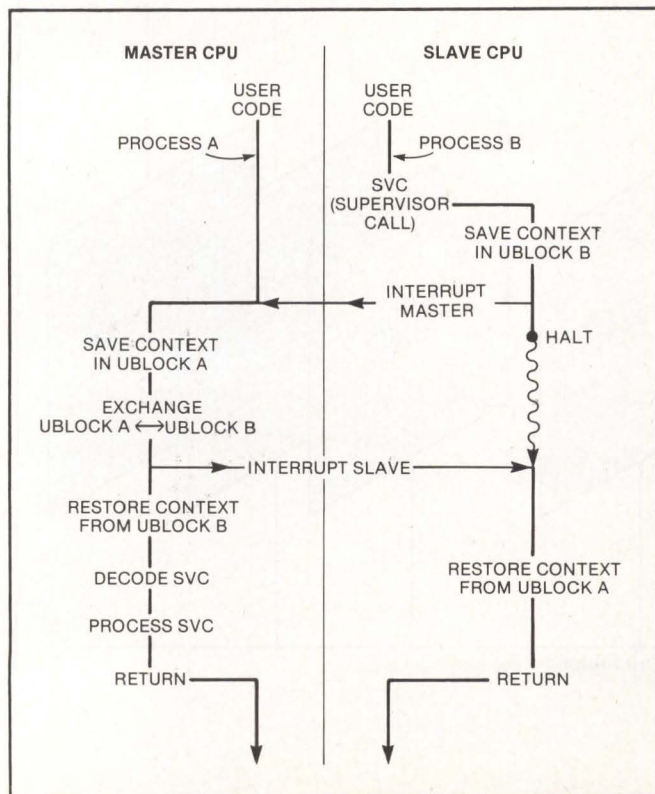 MASTER CPU
SLAVE CPU
USER
CODE
USER
CODE
PROCESS A
PROCESS B
SVC
(SUPERVISOR
CALL)
SAVE CONTEXT
IN UBLOCK B
INTERRUPT
MASTER
HALT
SAVE CONTEXT
IN UBLOCK A
EXCHANGE
UBLOCK A ↔ UBLOCK B
INTERRUPT SLAVE
RESTORE CONTEXT
FROM UBLOCK B
DECODE SVC
RESTORE CONTEXT
FROM UBLOCK A
PROCESS SVC
RETURN
RETURN